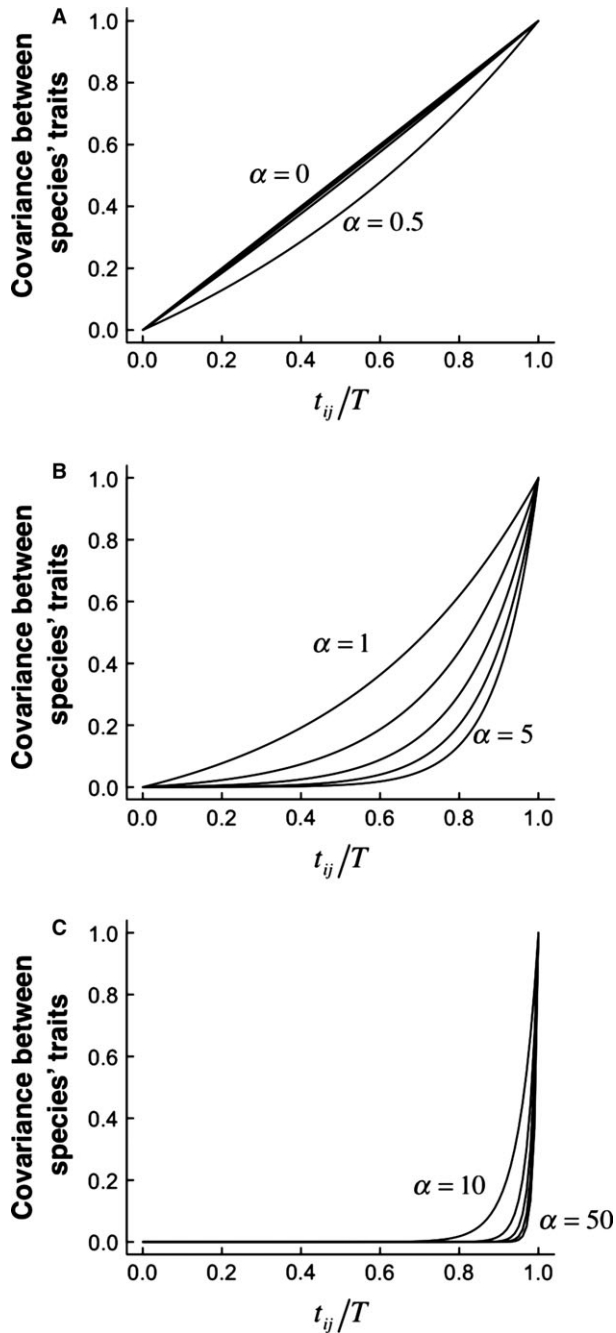 A
Covariance between
species' traits
1.0
0.8
0.6
0.4
0.2
0.0
α = 0
α = 0.5
0.0 0.2 0.4 0.6 0.8 1.0
t_ij/T
B
Covariance between
species' traits
1.0
0.8
0.6
0.4
0.2
0.0
α = 1
α = 5
0.0 0.2 0.4 0.6 0.8 1.0
t_ij/T
C
Covariance between
species' traits
1.0
0.8
0.6
0.4
0.2
0.0
α = 10
α = 50
0.0 0.2 0.4 0.6 0.8 1.0
t_ij/T